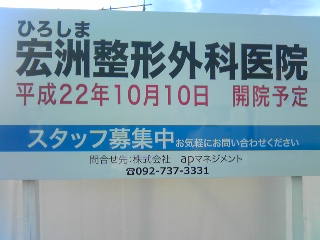 ひろしま
宏洲整形外科医院
平成22年10月10日 開院予定
スタッフ募集中お気軽にお問い合わせください
問合せ先:株式会社 apマネジメント
☎092-737-3331